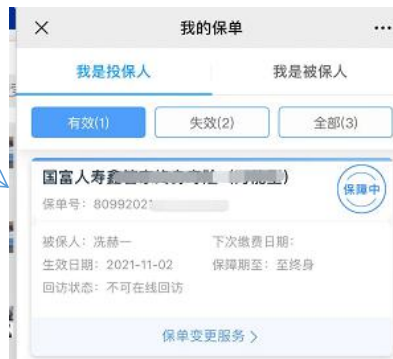 我的保单
我是投保人 我是被保人
有效(1) 失效(2) 全部(3)
国富人寿鑫
保障中
保单号：80992021
被保人：冼赫一 下次缴费日期：
生效日期：2021-11-02 保障期至：至终身
回访状态：不可在线回访
保单变更服务 >